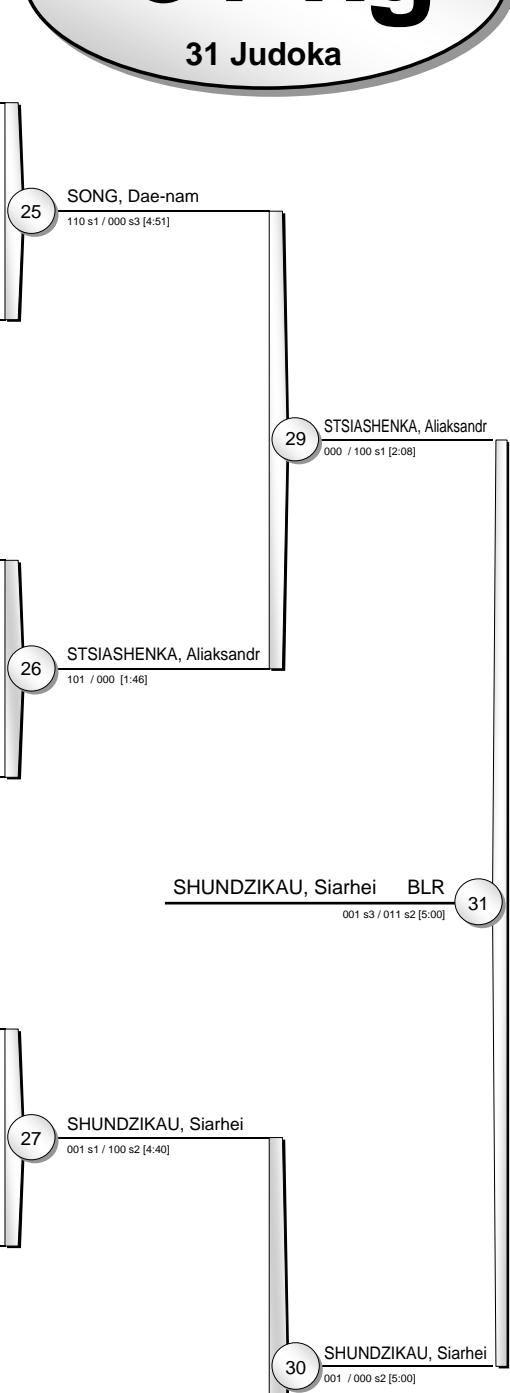 31 Judoka
25
SONG, Dae-nam
110 s1 / 000 s3 [4:51]
29
STSIASHENKA, Aliaksandr
000 / 100 s1 [2:08]
26
STSIASHENKA, Aliaksandr
101 / 000 [1:46]
SHUNDZIKAU, Siarhei BLR
31
001 s3 / 011 s2 [5:00]
27
SHUNDZIKAU, Siarhei
001 s1 / 100 s2 [4:40]
30
SHUNDZIKAU, Siarhei
001 / 000 s2 [5:00]